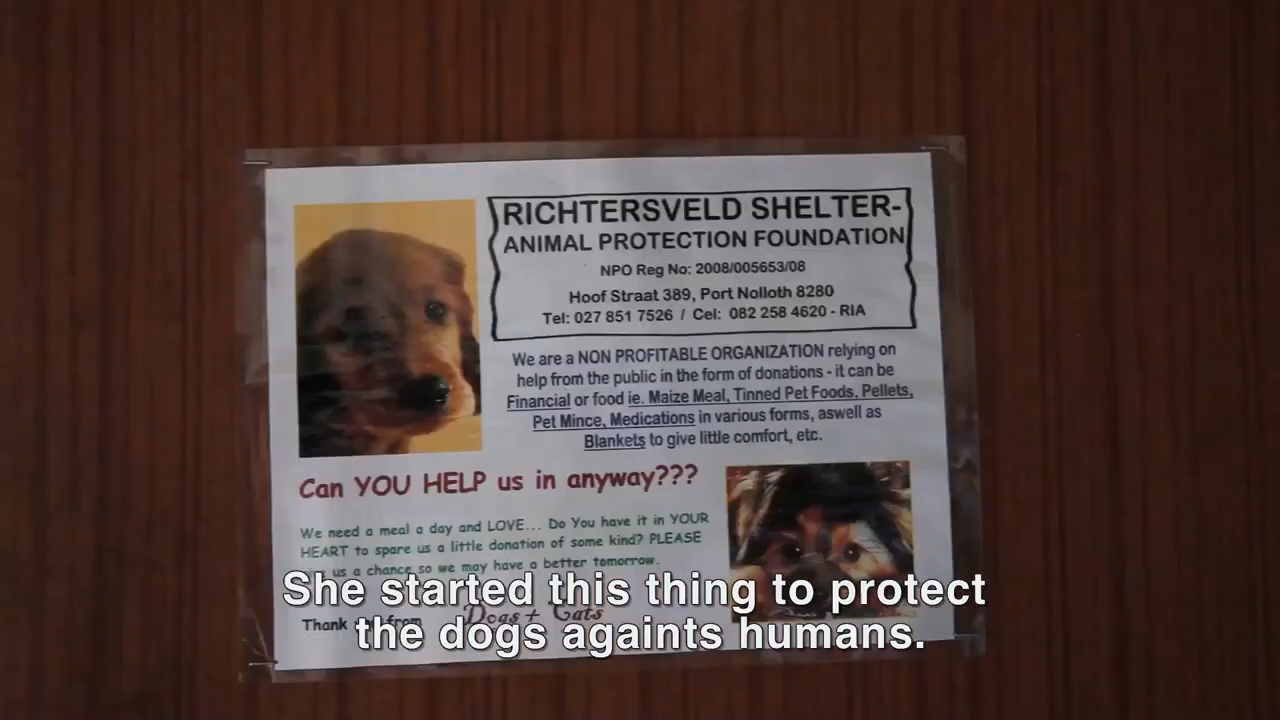 RICHTERSVELD SHELTER-
ANIMAL PROTECTION FOUNDATION
NPO Reg No: 2008/005653/08
Hoof Straat 389, Port Nolloth 8280
Tel: 027 851 7526 / Cel: 082 258 4620 - RIA
We are a NON PROFITABLE ORGANIZATION relying on
help from the public in the form of donations - it can be
Financial or food ie. Maize Meal, Tinned Pet Foods, Pellets,
Pet Mince, Medications in various forms, aswell as
Blankets to give little comfort, etc.
Can YOU HELP us in anyway???
We need a meal a day and LOVE... Do You have it in YOUR
HEART to spare us a little donation of some kind? PLEASE
us a chance so we may have a better tomorrow.
Thank from Dogs + Cats
She started this thing to protect
the dogs againts humans.